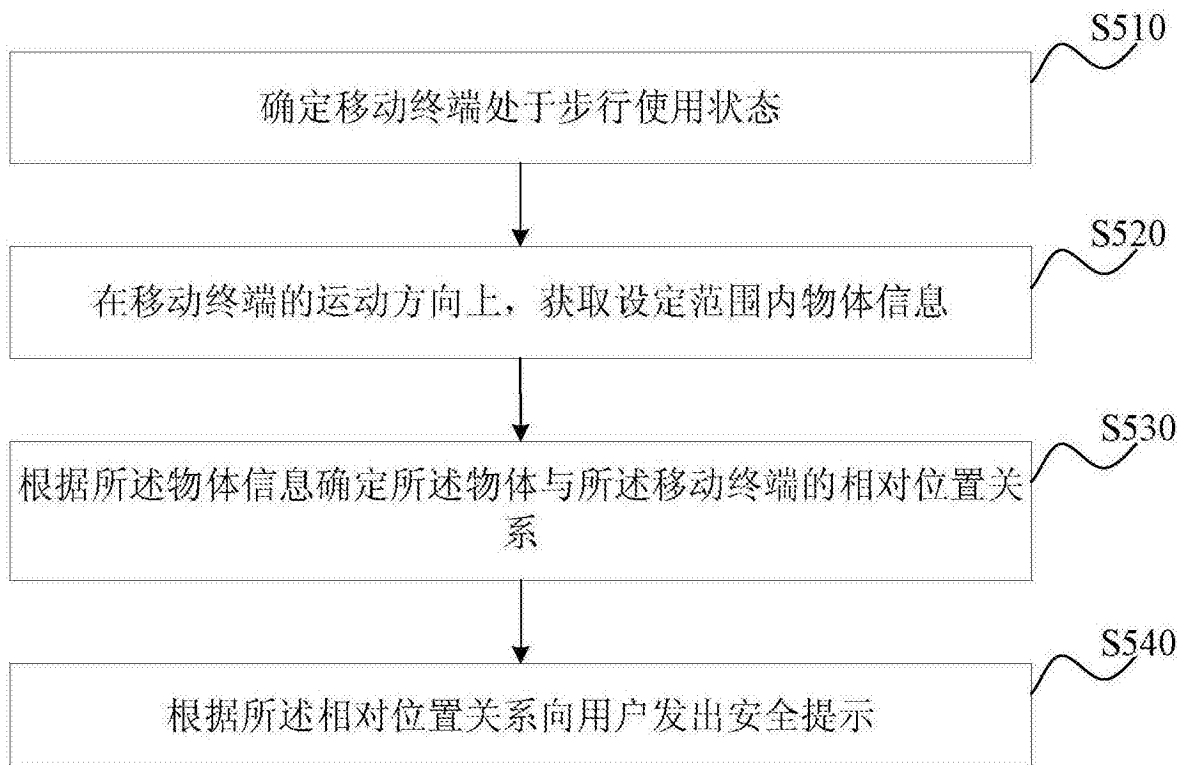 S510
确定移动终端处于步行使用状态
S520
在移动终端的运动方向上，获取设定范围内物体信息
S530
根据所述物体信息确定所述物体与所述移动终端的相对位置关
系
S540
根据所述相对位置关系向用户发出安全提示